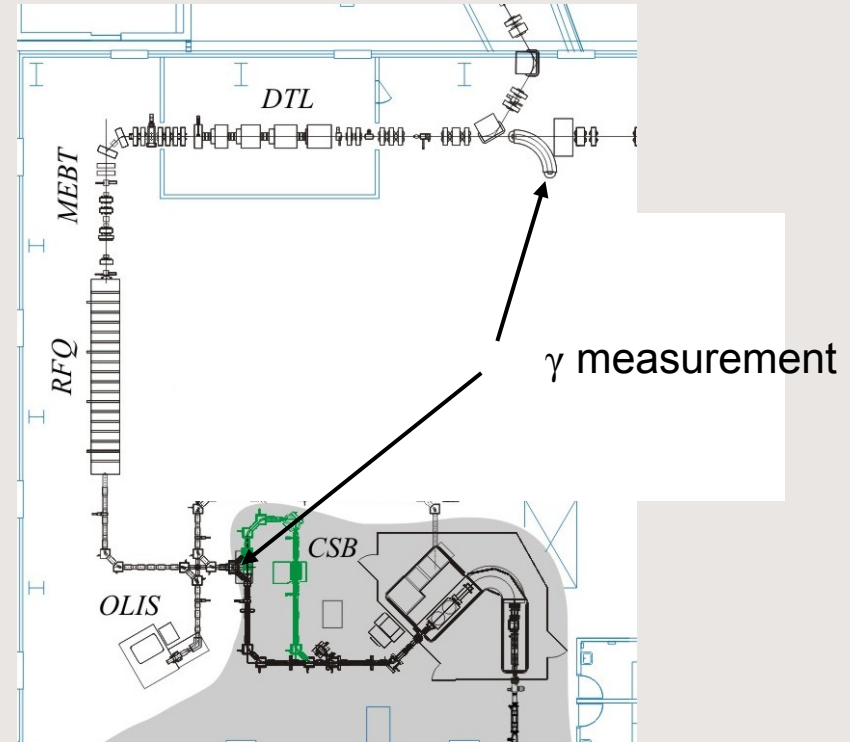 DTL
MEBT
RFQ
γ measurement
CSB
OLIS